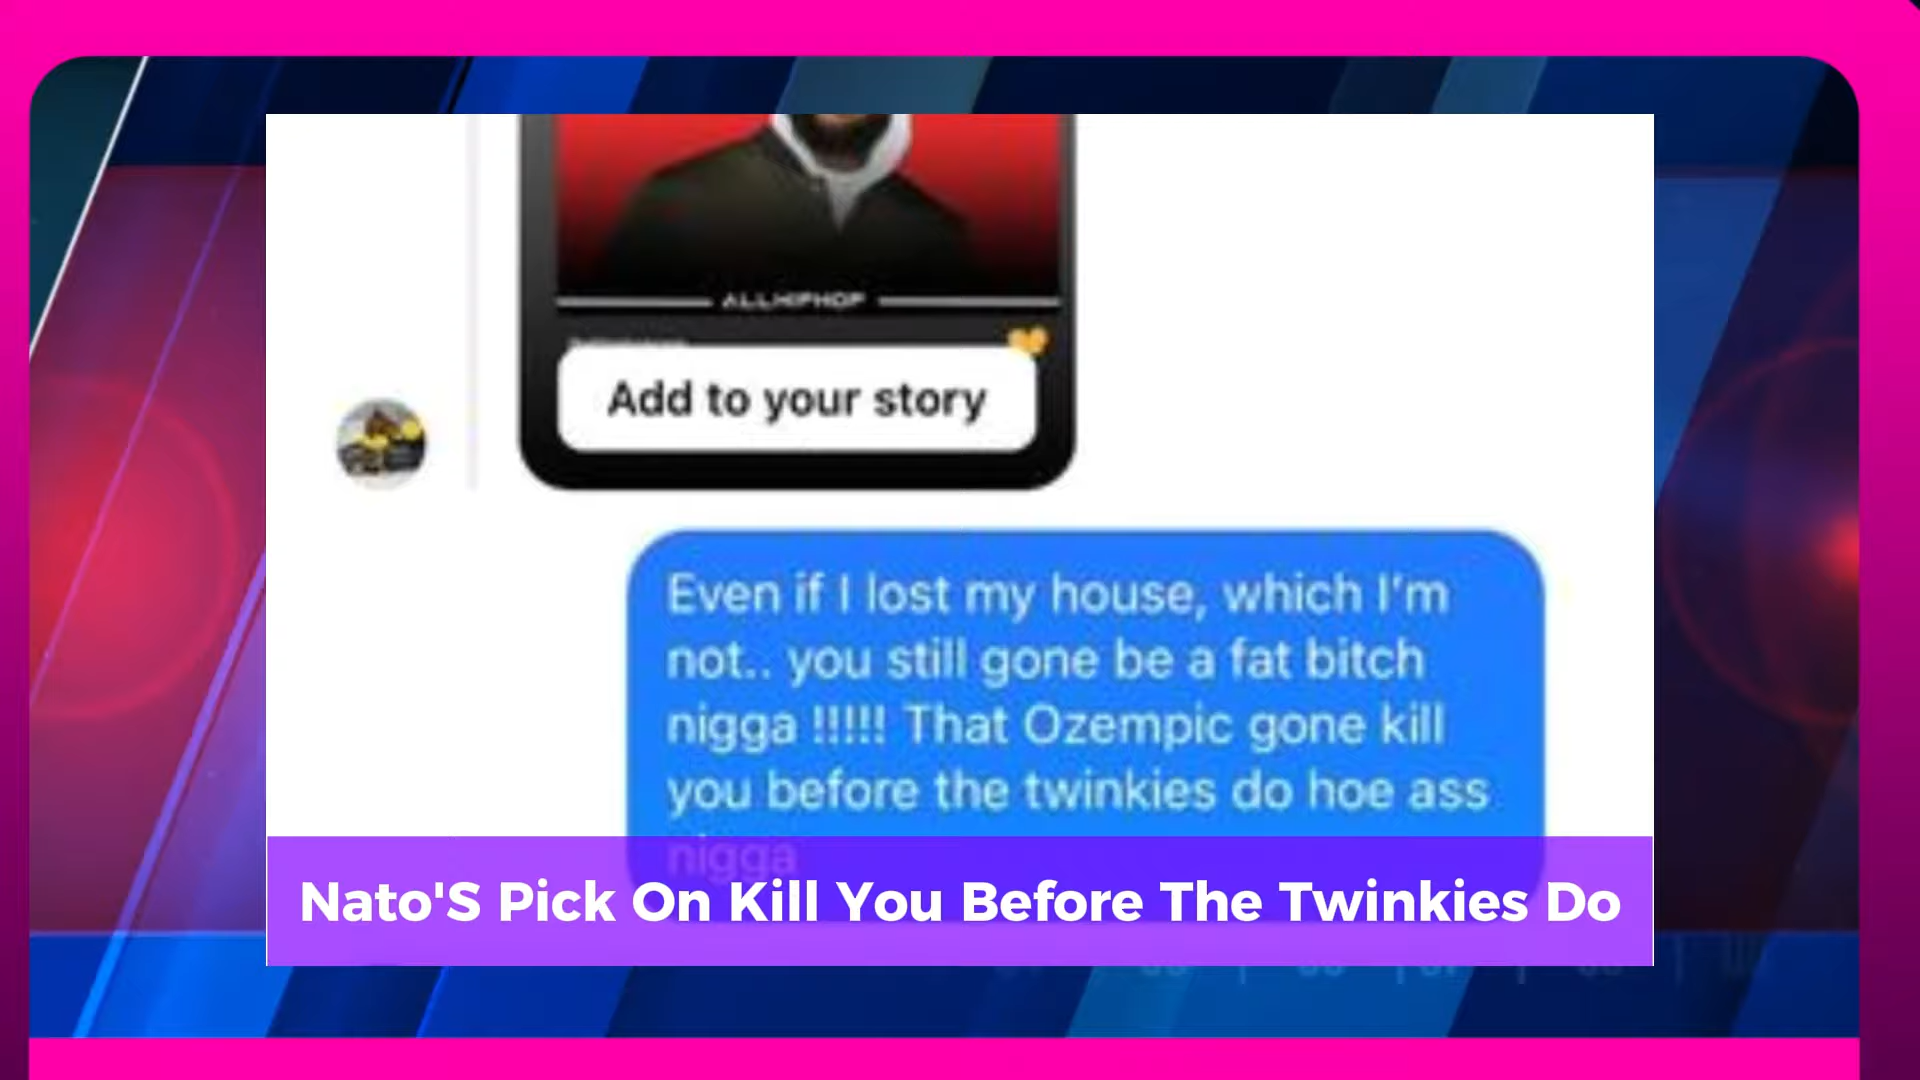 ALLHIPHOP
Add to your story
Even if I lost my house, which I'm
not.. you still gone be a fat bitch
nigga !!!!! That Ozempic gone kill
you before the twinkies do hoe ass
nigga
Nato'S Pick On Kill You Before The Twinkies Do